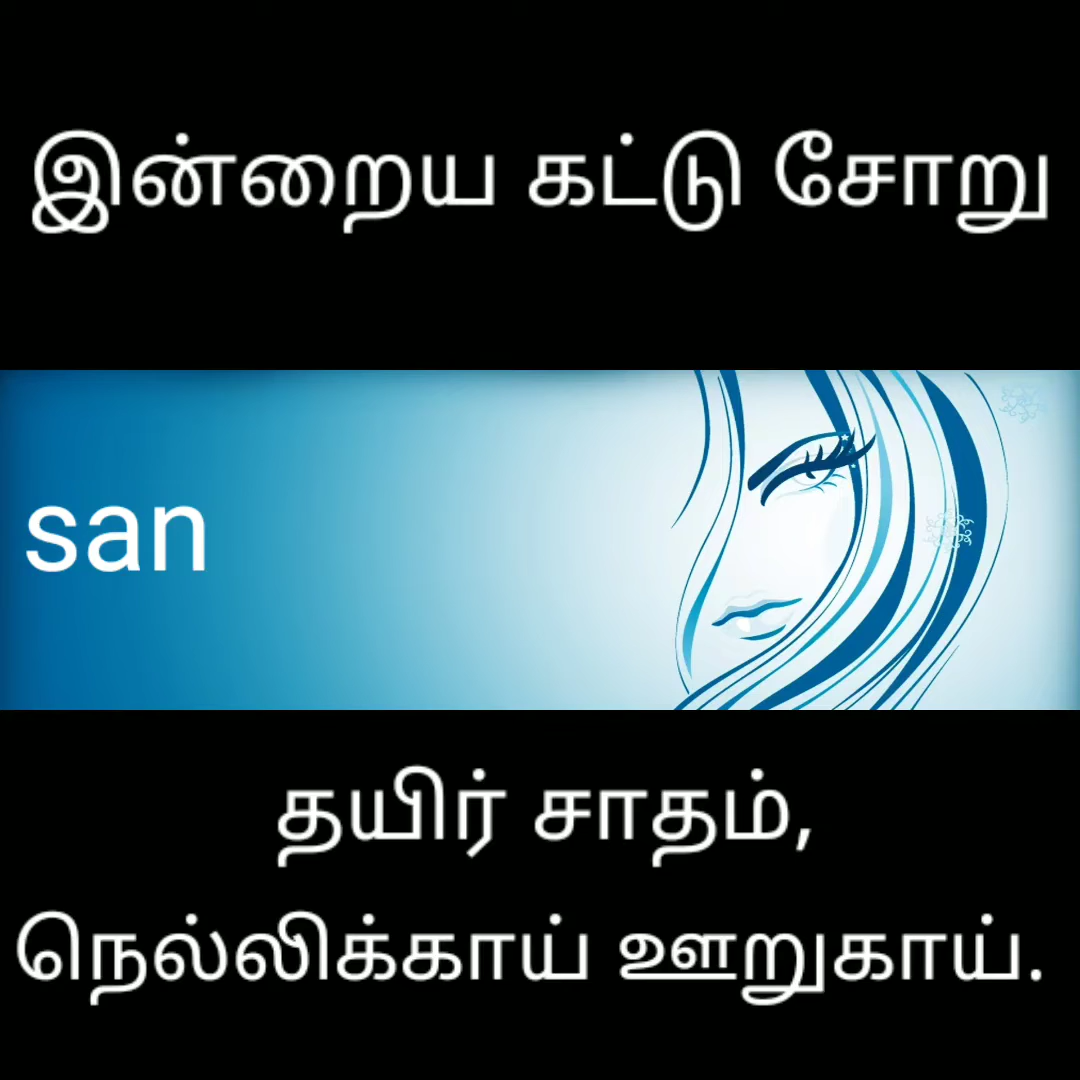 இன்றைய கட்டு சோறு
san
தயிர் சாதம்,
நெல்லிக்காய் ஊறுகாய்.